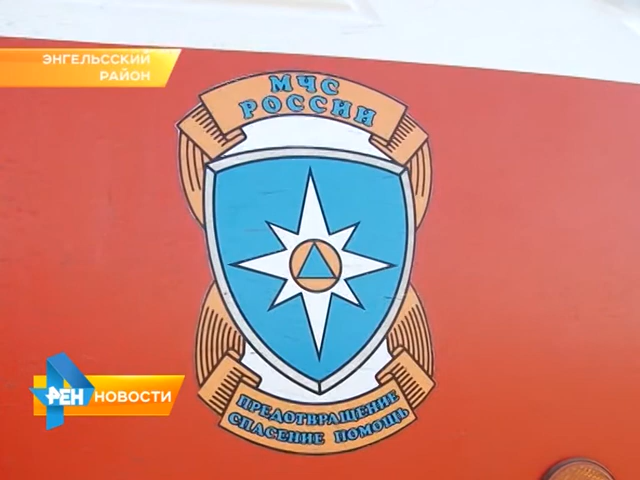 ЭНГЕЛЬССКИЙ
РАЙОН
МЧС
РОССИИ
ПРЕДОТВРАЩЕНИЕ
СПАСЕНИЕ ПОМОЩЬ
РЕН НОВОСТИ